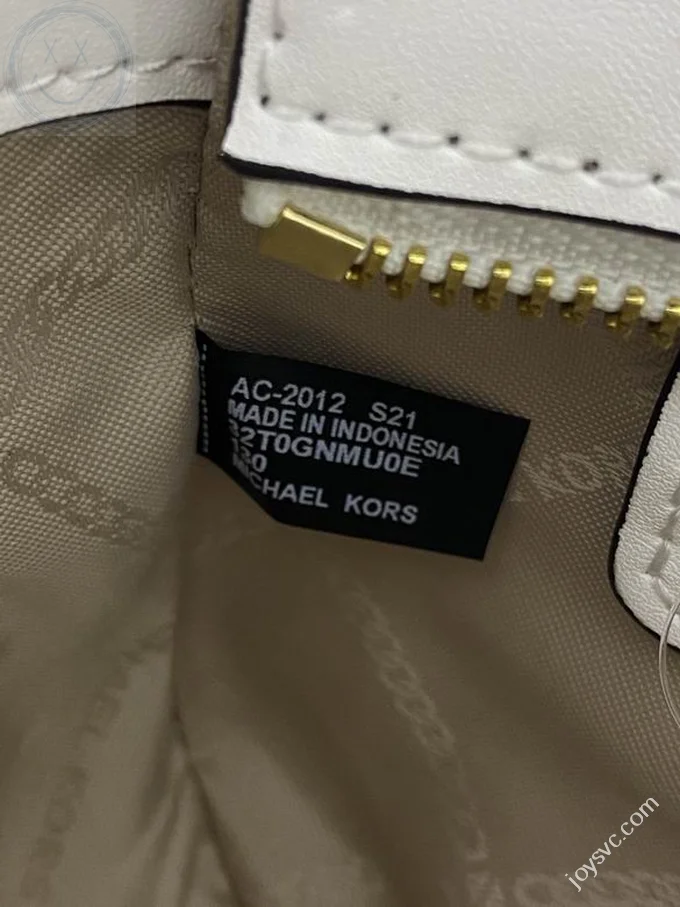 AC-2012 S21
MADE IN INDONESIA
32T0GNMU0E
MICHAEL KORS
joysvc.com